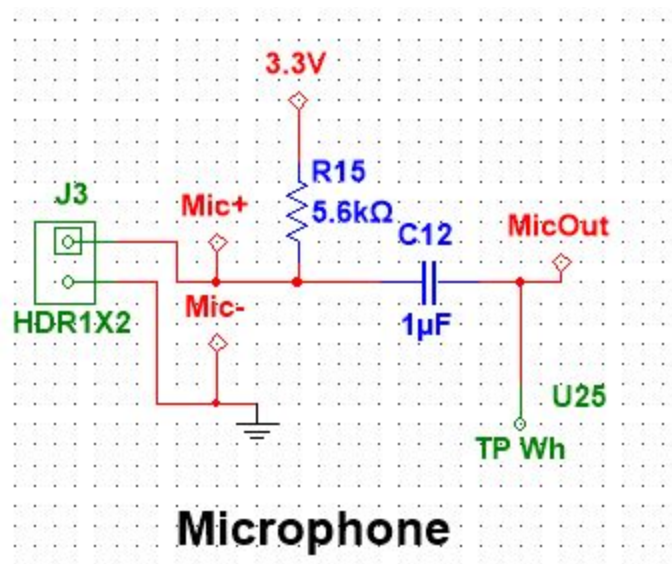 3.3V
R15
5.6kΩ
J3
Mic+
C12
MicOut
Mic-
HDR1X2
1µF
U25
TP Wh
Microphone